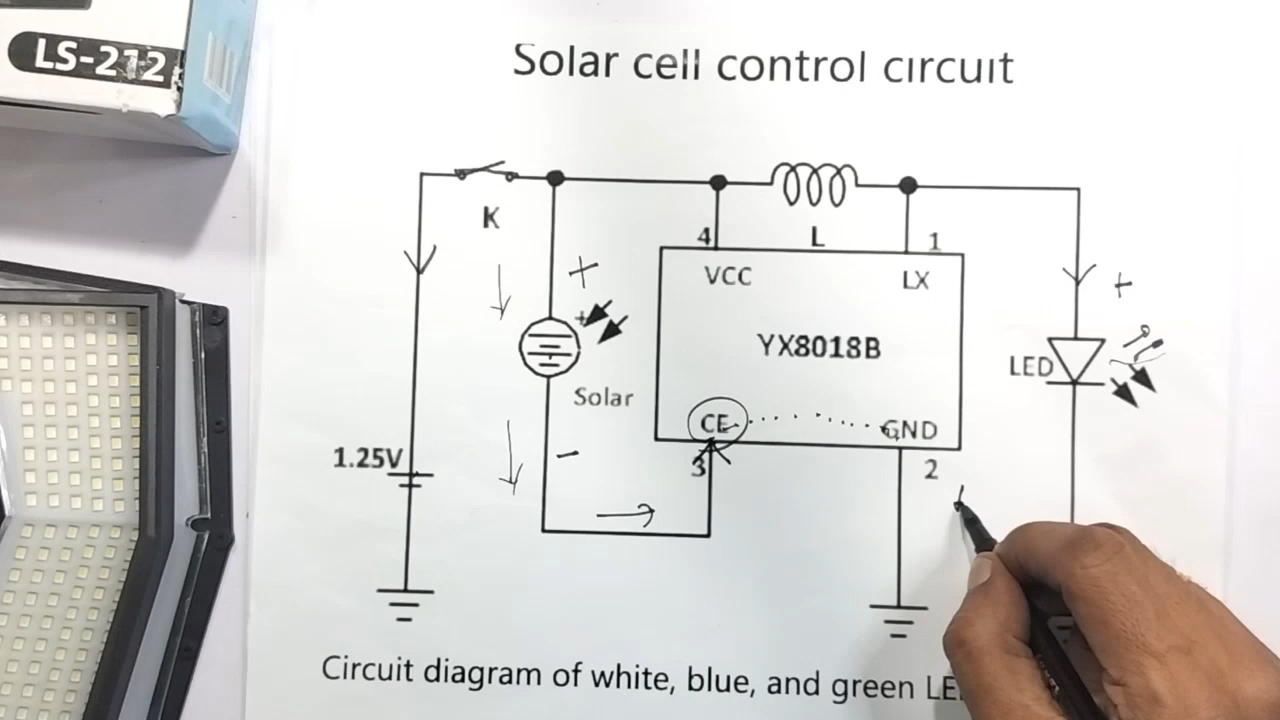 LS-212
Solar cell control circuit
K
4
L
1
VCC
LX
+
+
+
YX8018B
LED
Solar
CE
GND
1.25V
-
3
2
Circuit diagram of white, blue, and green